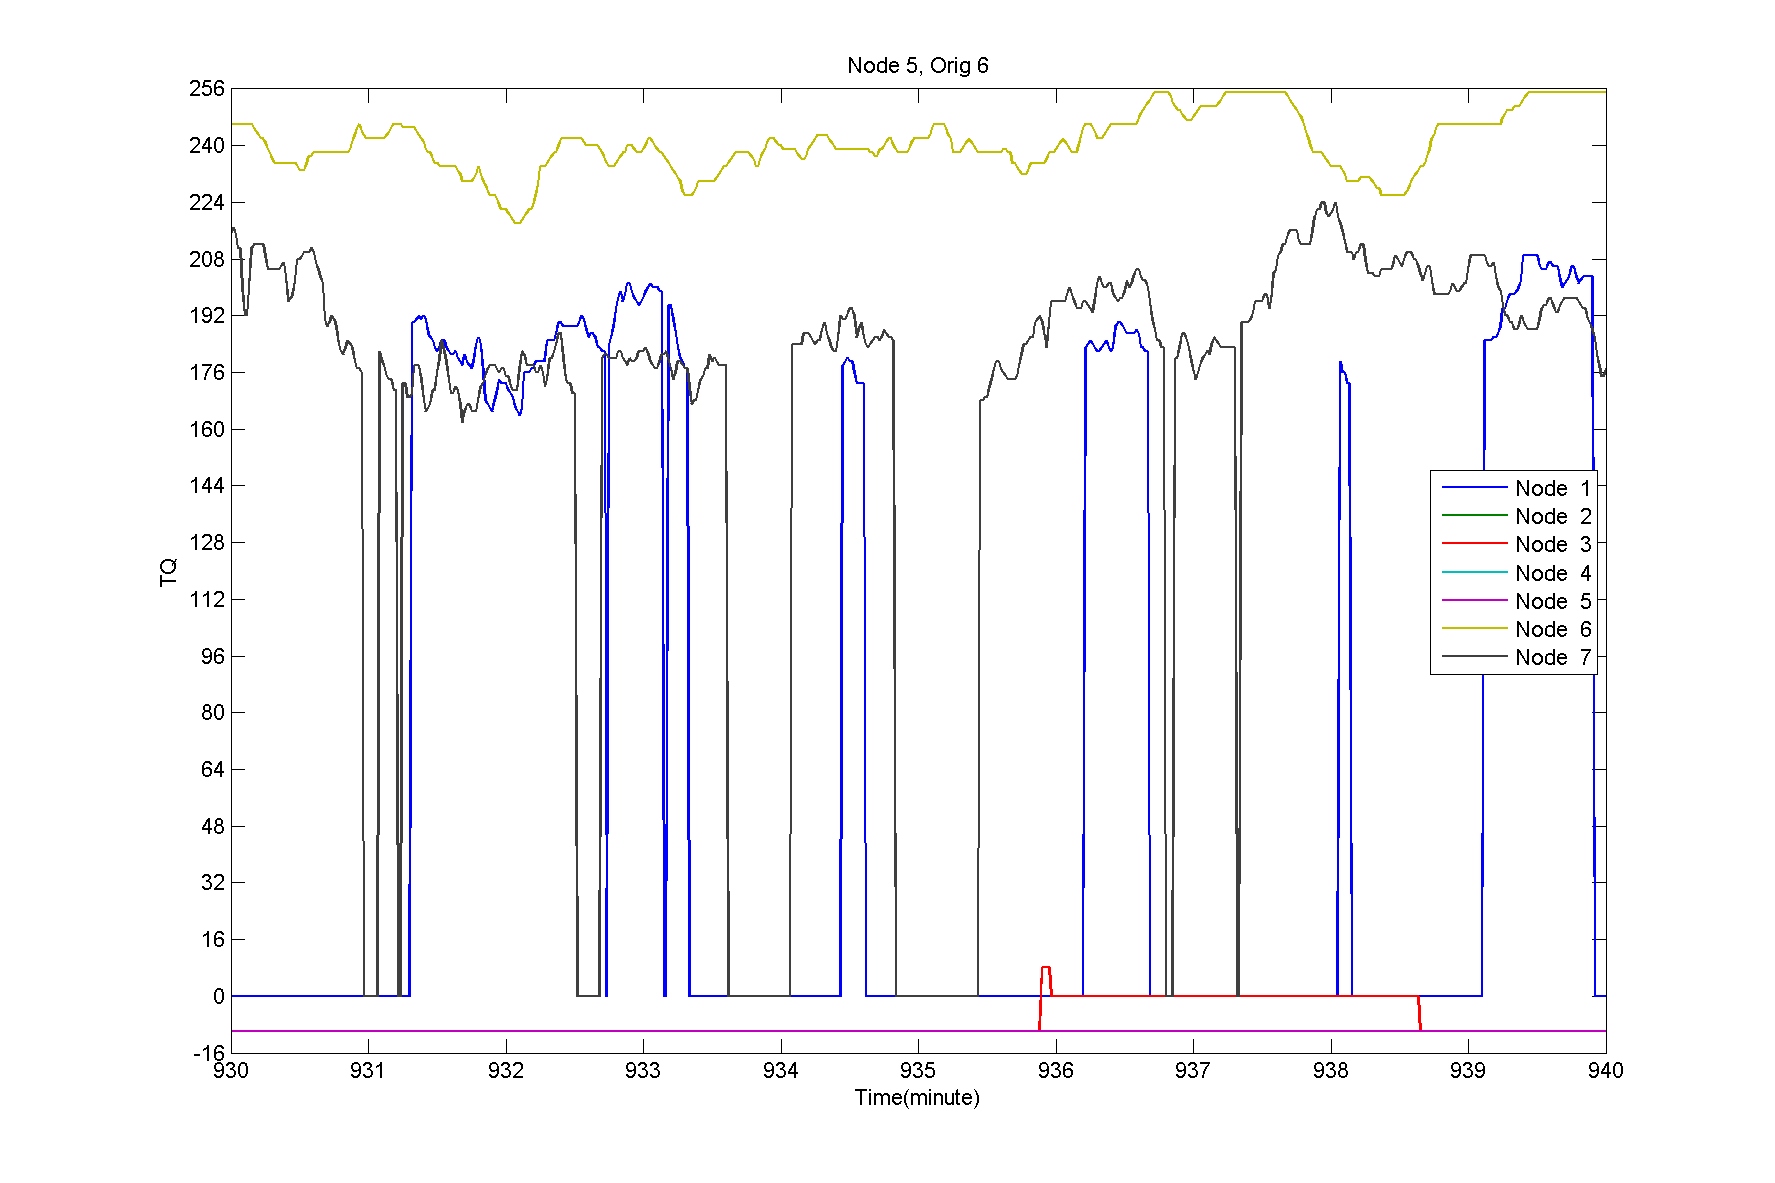 Node 5, Orig 6
256
240
224
208
192
176
160
144
128
112
96
80
64
48
32
16
0
-16
TQ
Node 1
Node 2
Node 3
Node 4
Node 5
Node 6
Node 7
930 931 932 933 934 935 936 937 938 939 940
Time(minute)